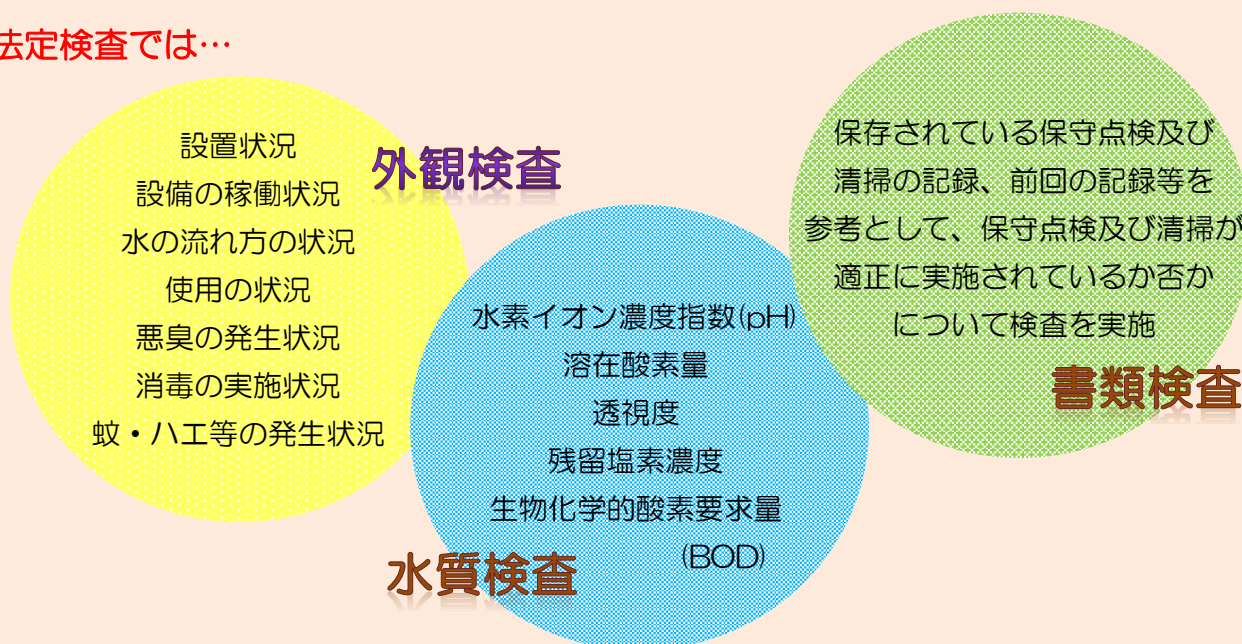 法定検査では…
設置状況
設備の稼働状況
水の流れ方の状況
使用の状況
悪臭の発生状況
消毒の実施状況
蚊・ハエ等の発生状況
外観検査
水素イオン濃度指数(pH)
溶在酸素量
透視度
残留塩素濃度
生物化学的酸素要求量
(BOD)
水質検査
保存されている保守点検及び
清掃の記録、前回の記録等を
参考として、保守点検及び清掃が
適正に実施されているか否か
について検査を実施
書類検査